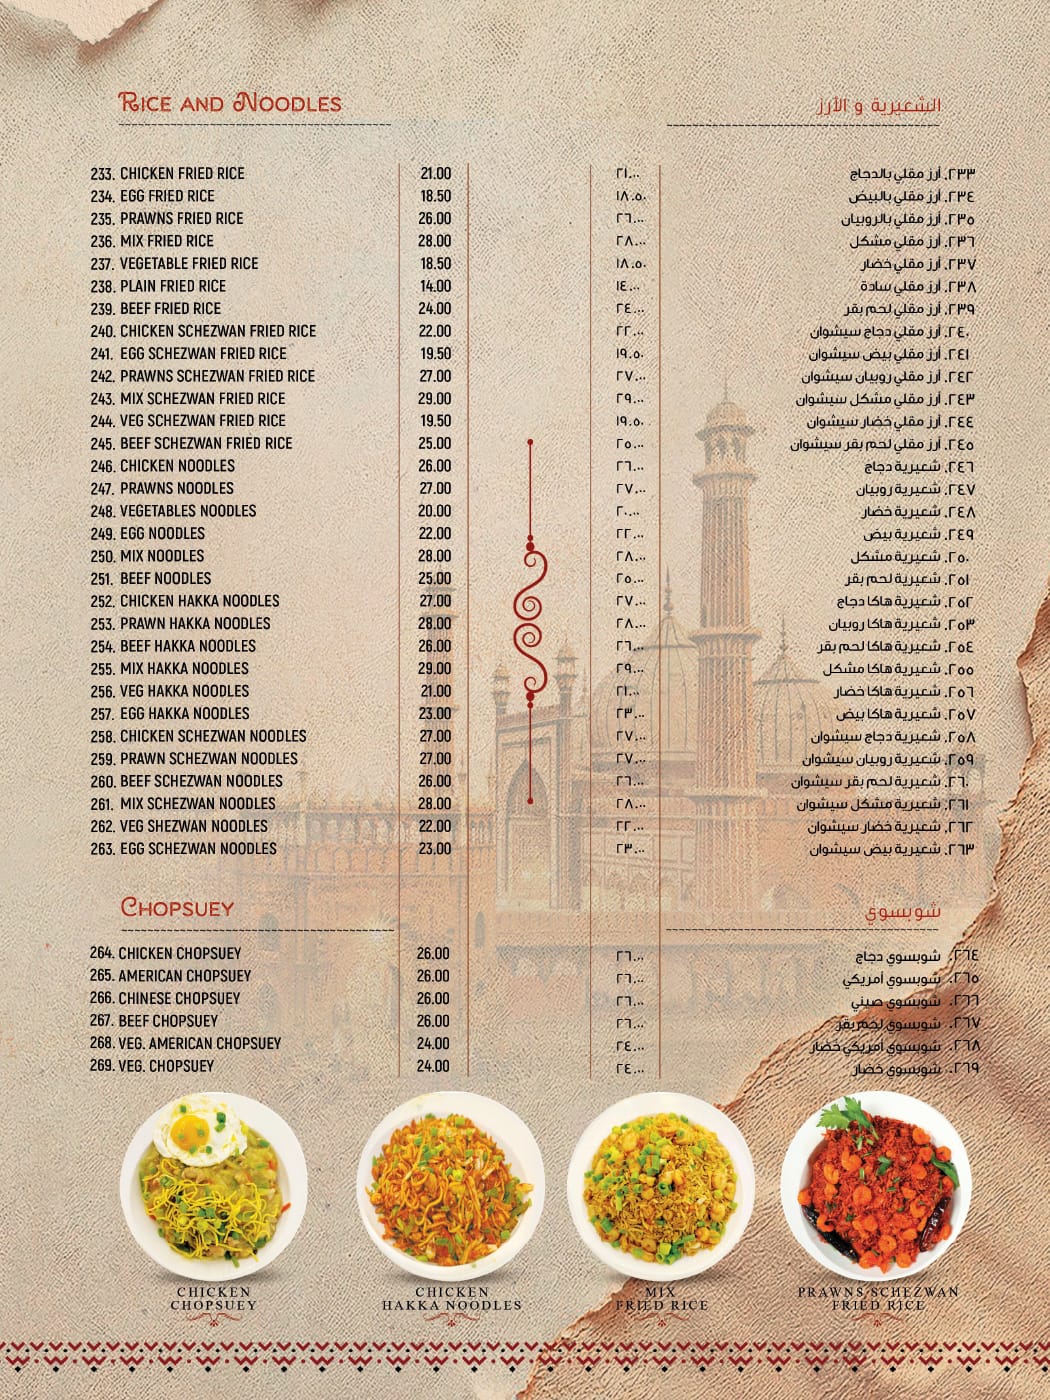 Rice and Noodles
الشعيرية و الأرز
233. CHICKEN FRIED RICE 21.00
٢١.٠٠ ٢٣٣. أرز مقلي بالدجاج
234. EGG FRIED RICE 18.50
١٨.٥٠ ٢٣٤. أرز مقلي بالبيض
235. PRAWNS FRIED RICE 26.00
٢٦.٠٠ ٢٣٥. أرز مقلي بالروبيان
236. MIX FRIED RICE 28.00
٢٨.٠٠ ٢٣٦. أرز مقلي مشكل
237. VEGETABLE FRIED RICE 18.50
١٨.٥٠ ٢٣٧. أرز مقلي خضار
238. PLAIN FRIED RICE 14.00
١٤.٠٠ ٢٣٨. أرز مقلي سادة
239. BEEF FRIED RICE 24.00
٢٤.٠٠ ٢٣٩. أرز مقلي لحم بقر
240. CHICKEN SCHEZWAN FRIED RICE 22.00
٢٢.٠٠ ٢٤٠. أرز مقلي دجاج سيشوان
241. EGG SCHEZWAN FRIED RICE 19.50
١٩.٥٠ ٢٤١. أرز مقلي بيض سيشوان
242. PRAWNS SCHEZWAN FRIED RICE 27.00
٢٧.٠٠ ٢٤٢. أرز مقلي روبيان سيشوان
243. MIX SCHEZWAN FRIED RICE 29.00
٢٩.٠٠ ٢٤٣. أرز مقلي مشكل سيشوان
244. VEG SCHEZWAN FRIED RICE 19.50
١٩.٥٠ ٢٤٤. أرز مقلي خضار سيشوان
245. BEEF SCHEZWAN FRIED RICE 25.00
٢٥.٠٠ ٢٤٥. أرز مقلي لحم بقر سيشوان
246. CHICKEN NOODLES 26.00
٢٦.٠٠ ٢٤٦. شعيرية دجاج
247. PRAWNS NOODLES 27.00
٢٧.٠٠ ٢٤٧. شعيرية روبيان
248. VEGETABLES NOODLES 20.00
٢٠.٠٠ ٢٤٨. شعيرية خضار
249. EGG NOODLES 22.00
٢٢.٠٠ ٢٤٩. شعيرية بيض
250. MIX NOODLES 28.00
٢٨.٠٠ ٢٥٠. شعيرية مشكل
251. BEEF NOODLES 25.00
٢٥.٠٠ ٢٥١. شعيرية لحم بقر
252. CHICKEN HAKKA NOODLES 27.00
٢٧.٠٠ ٢٥٢. شعيرية هاكا دجاج
253. PRAWN HAKKA NOODLES 28.00
٢٨.٠٠ ٢٥٣. شعيرية هاكا روبيان
254. BEEF HAKKA NOODLES 26.00
٢٦.٠٠ ٢٥٤. شعيرية هاكا لحم بقر
255. MIX HAKKA NOODLES 29.00
٢٩.٠٠ ٢٥٥. شعيرية هاكا مشكل
256. VEG HAKKA NOODLES 21.00
٢١.٠٠ ٢٥٦. شعيرية هاكا خضار
257. EGG HAKKA NOODLES 23.00
٢٣.٠٠ ٢٥٧. شعيرية هاكا بيض
258. CHICKEN SCHEZWAN NOODLES 27.00
٢٧.٠٠ ٢٥٨. شعيرية دجاج سيشوان
259. PRAWN SCHEZWAN NOODLES 27.00
٢٧.٠٠ ٢٥٩. شعيرية روبيان سيشوان
260. BEEF SCHEZWAN NOODLES 26.00
٢٦.٠٠ ٢٦٠. شعيرية لحم بقر سيشوان
261. MIX SCHEZWAN NOODLES 28.00
٢٨.٠٠ ٢٦١. شعيرية مشكل سيشوان
262. VEG SHEZWAN NOODLES 22.00
٢٢.٠٠ ٢٦٢. شعيرية خضار سيشوان
263. EGG SCHEZWAN NOODLES 23.00
٢٣.٠٠ ٢٦٣. شعيرية بيض سيشوان
Chopsuey
شوبسوي
264. CHICKEN CHOPSUEY 26.00
٢٦.٠٠ ٢٦٤. شوبسوي دجاج
265. AMERICAN CHOPSUEY 26.00
٢٦.٠٠ ٢٦٥. شوبسوي أمريكي
266. CHINESE CHOPSUEY 26.00
٢٦.٠٠ ٢٦٦. شوبسوي صيني
267. BEEF CHOPSUEY 26.00
٢٦.٠٠ ٢٦٧. شوبسوي لحم بقر
268. VEG. AMERICAN CHOPSUEY 24.00
٢٤.٠٠ ٢٦٨. شوبسوي أمريكي خضار
269. VEG. CHOPSUEY 24.00
٢٤.٠٠ ٢٦٩. شوبسوي خضار
CHICKEN
CHOPSUEY
CHICKEN
HAKKA NOODLES
MIX
FRIED RICE
PRAWNS SCHEZWAN
FRIED RICE